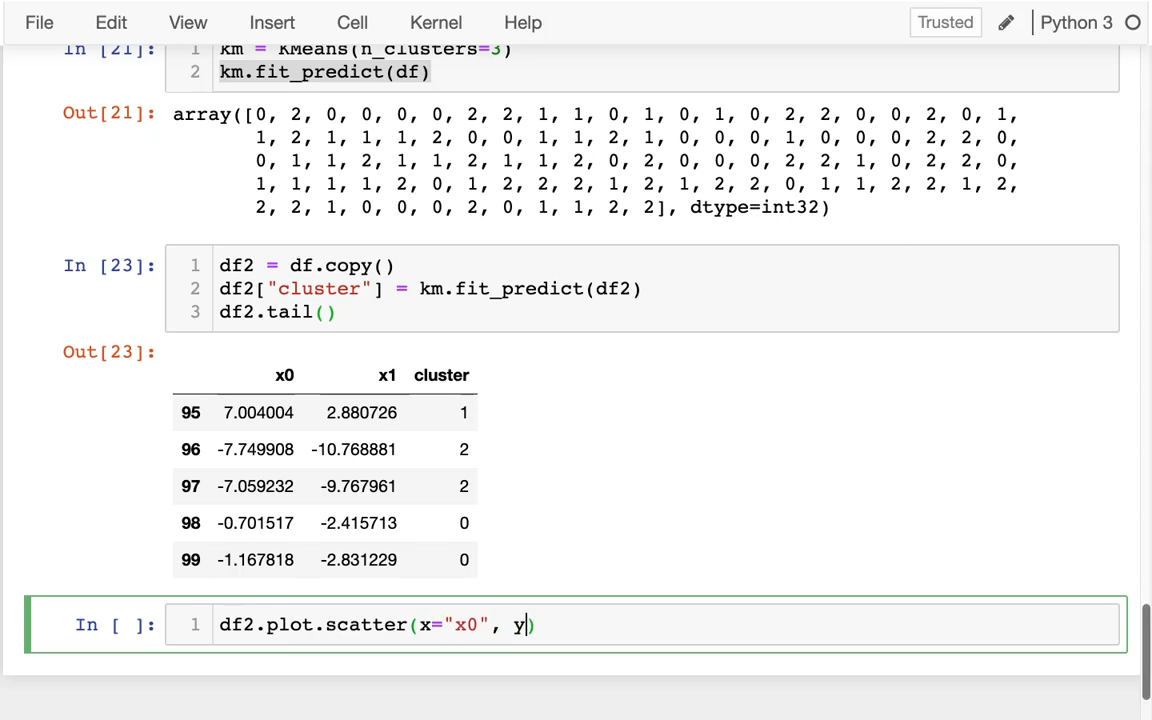 File Edit View Insert Cell Kernel Help Trusted Python 3
In [21]: 1 km = KMeans(n_clusters=3)
2 km.fit_predict(df)
Out[21]: array([0, 2, 0, 0, 0, 0, 2, 2, 1, 1, 0, 1, 0, 1, 0, 2, 2, 0, 0, 2, 0, 1,
1, 2, 1, 1, 1, 2, 0, 0, 1, 1, 2, 1, 0, 0, 0, 1, 0, 0, 0, 2, 2, 0,
0, 1, 1, 2, 1, 1, 2, 1, 1, 2, 0, 2, 0, 0, 0, 2, 2, 1, 0, 2, 2, 0,
1, 1, 1, 1, 2, 0, 1, 2, 2, 2, 1, 2, 1, 2, 2, 0, 1, 1, 2, 2, 1, 2,
2, 2, 1, 0, 0, 0, 2, 0, 1, 1, 2, 2], dtype=int32)
In [23]: 1 df2 = df.copy()
2 df2["cluster"] = km.fit_predict(df2)
3 df2.tail()
Out[23]:
x0 x1 cluster
95 7.004004 2.880726 1
96 -7.749908 -10.768881 2
97 -7.059232 -9.767961 2
98 -0.701517 -2.415713 0
99 -1.167818 -2.831229 0
In [ ]: 1 df2.plot.scatter(x="x0", y)